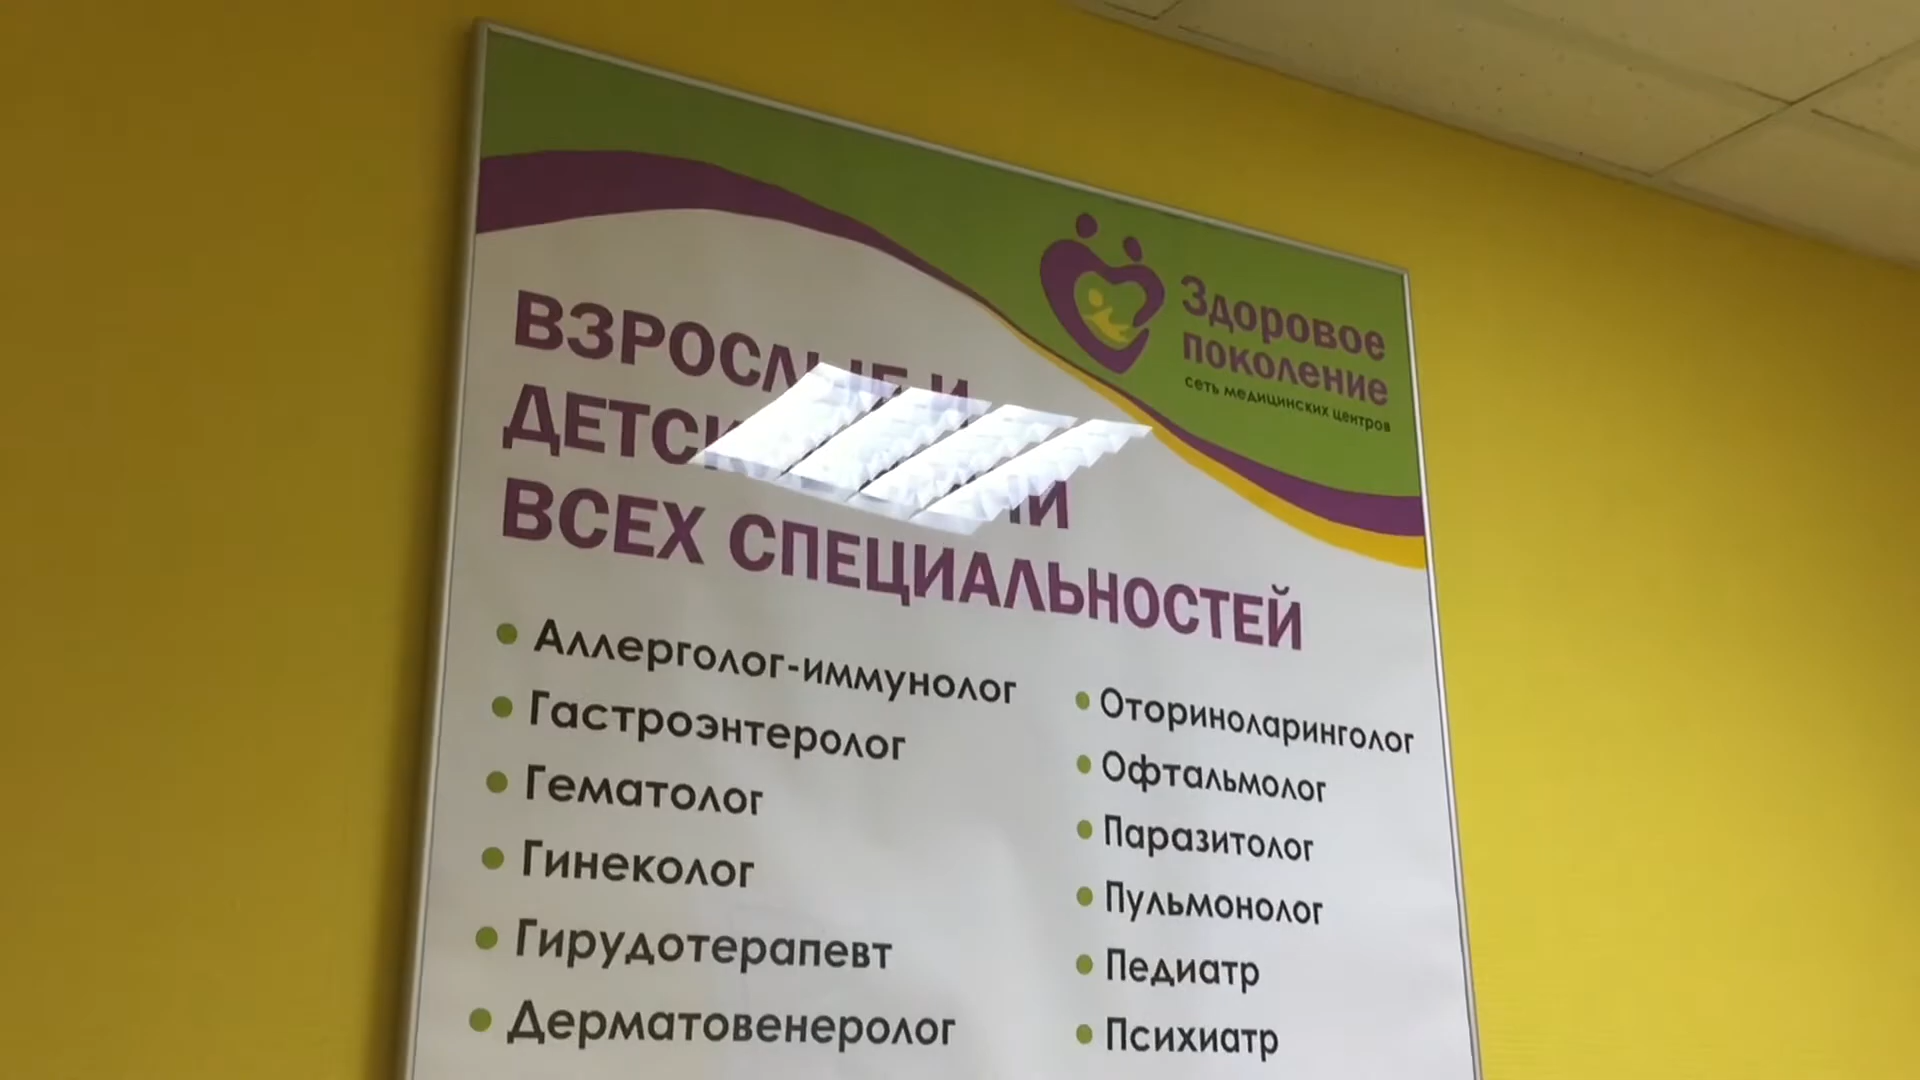 Здоровое
поколение
сеть медицинских центров
ВЗРОСЛЫЕ И
ВСЕХ СПЕЦИАЛЬНОСТЕЙ
• Аллерголог-иммунолог
• Гастроэнтеролог
• Гематолог
• Гинеколог
• Гирудотерапевт
• Дерматовенеролог
• Оториноларинголог
• Офтальмолог
• Паразитолог
• Пульмонолог
• Педиатр
• Психиатр